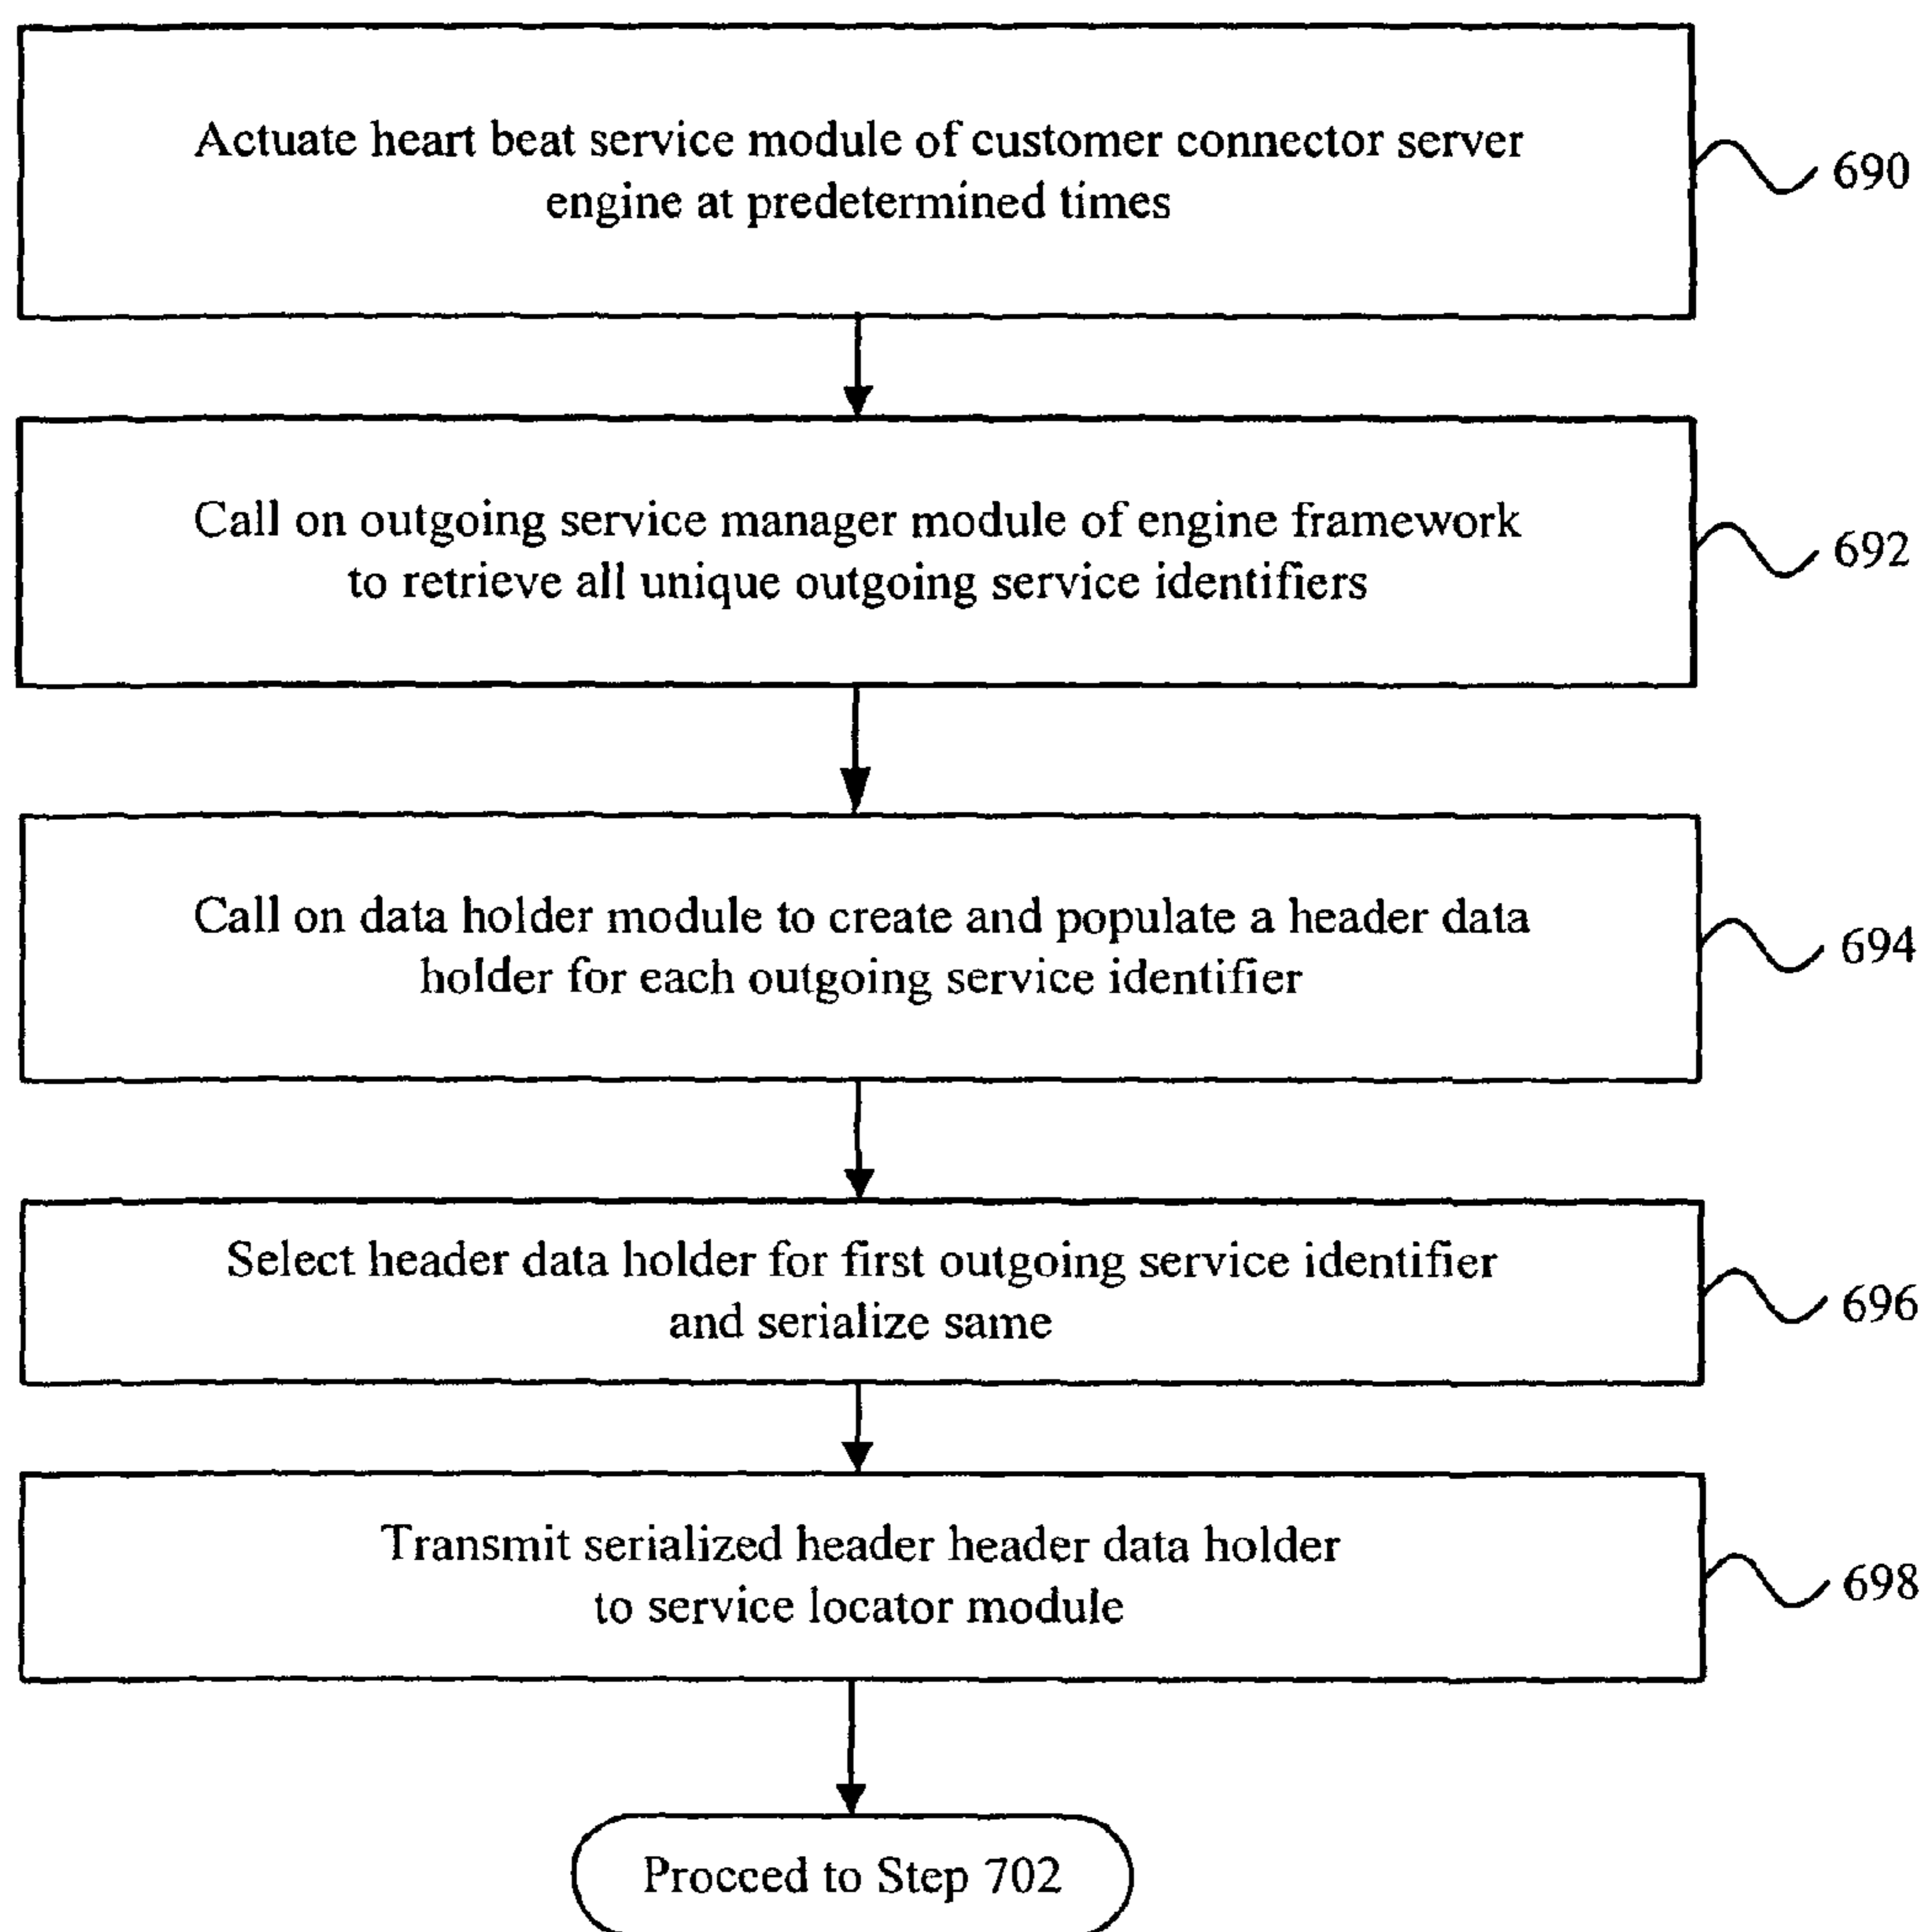 Actuate heart beat service module of customer connector server
engine at predetermined times
690
Call on outgoing service manager module of engine framework
to retrieve all unique outgoing service identifiers
692
Call on data holder module to create and populate a header data
holder for each outgoing service identifier
694
Select header data holder for first outgoing service identifier
and serialize same
696
Transmit serialized header header data holder
to service locator module
698
Procced to Step 702